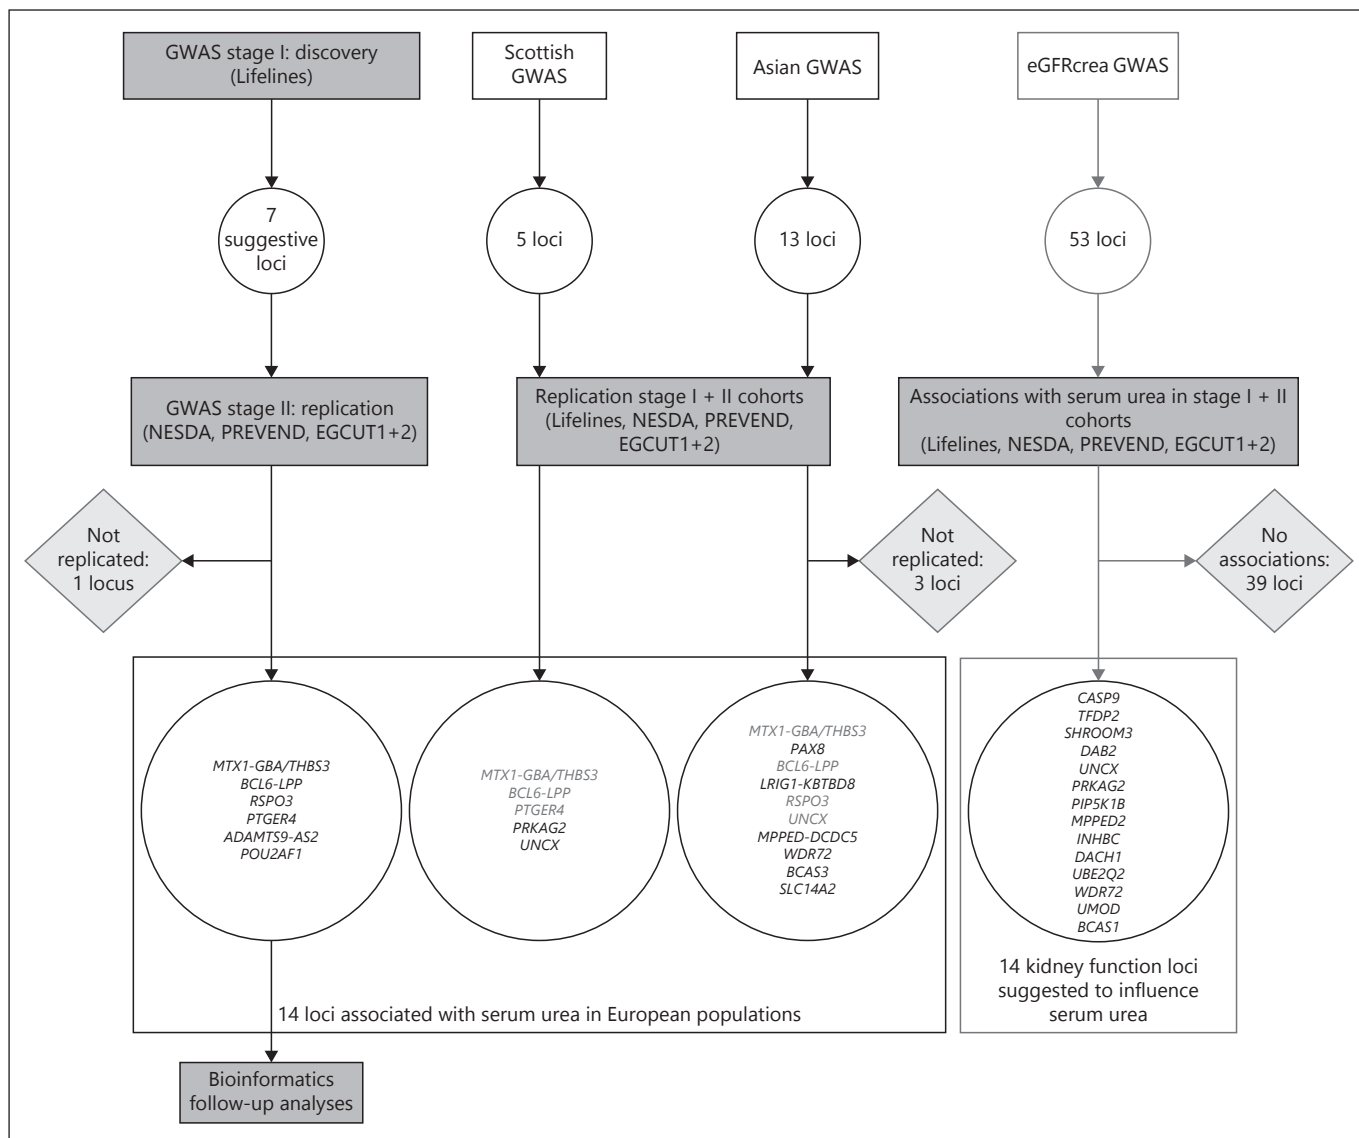 GWAS stage I: discovery
(Lifelines)
Scottish
GWAS
Asian GWAS
eGFRcrea GWAS
7
suggestive
loci
5 loci
13 loci
53 loci
GWAS stage II: replication
(NESDA, PREVEND, EGCUT1+2)
Replication stage I + II cohorts
(Lifelines, NESDA, PREVEND,
EGCUT1+2)
Associations with serum urea in stage I + II
cohorts
(Lifelines, NESDA, PREVEND, EGCUT1+2)
Not
replicated:
1 locus
Not
replicated:
3 loci
No
associations:
39 loci
MTX1-GBA/THBS3
BCL6-LPP
RSPO3
PTGER4
ADAMTS9-AS2
POU2AF1
MTX1-GBA/THBS3
BCL6-LPP
PTGER4
PRKAG2
UNCX
MTX1-GBA/THBS3
PAX8
BCL6-LPP
LRIG1-KBTBD8
RSPO3
UNCX
MPPED-DCDC5
WDR72
BCAS3
SLC14A2
CASP9
TFDP2
SHROOM3
DAB2
UNCX
PRKAG2
PIP5K1B
MPPED2
INHBC
DACH1
UBE2Q2
WDR72
UMOD
BCAS1
14 loci associated with serum urea in European populations
14 kidney function loci
suggested to influence
serum urea
Bioinformatics
follow-up analyses